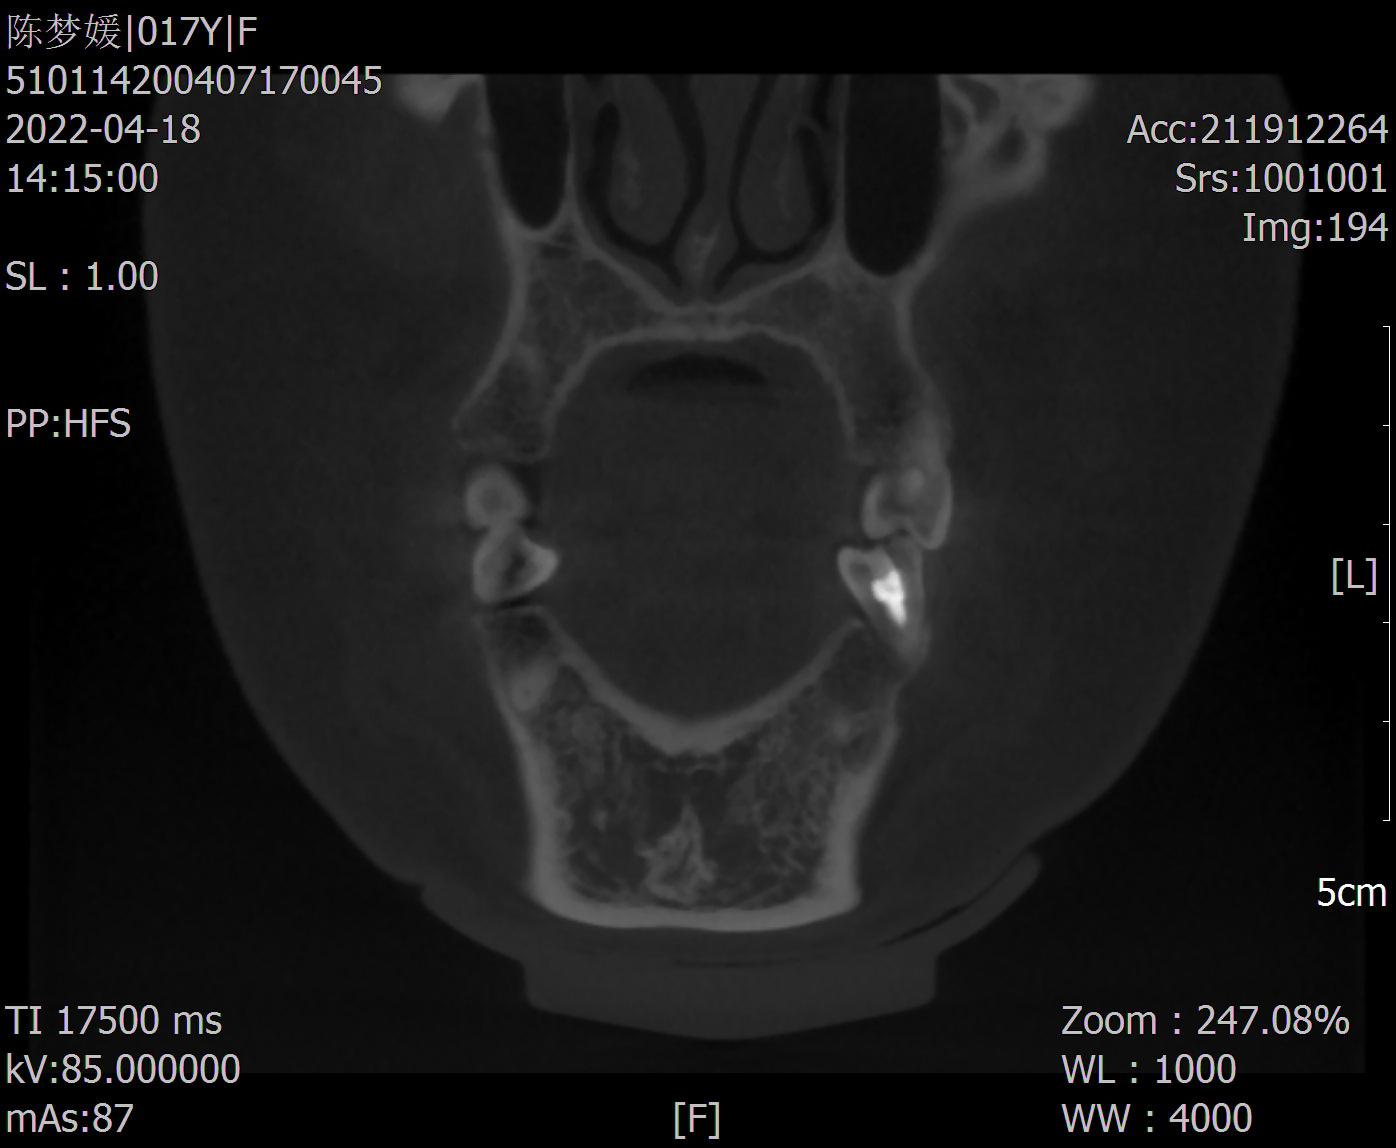 陈梦媛|017Y|F
510114200407170045
2022-04-18
14:15:00
SL : 1.00
PP:HFS
Acc:211912264
Srs:1001001
Img:194
[L]
5cm
TI 17500 ms
kV:85.000000
mAs:87
[F]
Zoom : 247.08%
WL : 1000
WW : 4000